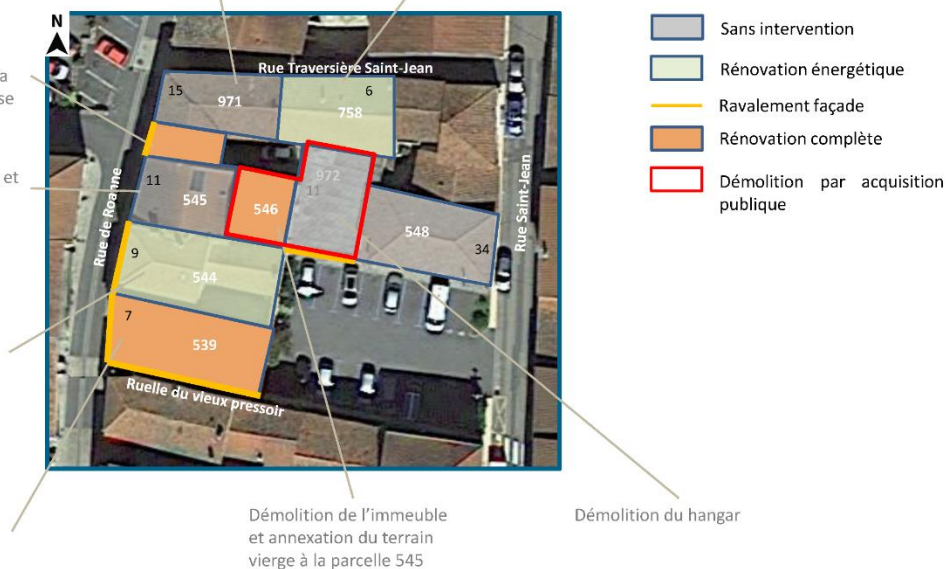 N
Rue Traversière Saint-Jean
15
971
6
758
a
se
et
11
545
546
972
11
548
34
Rue de Roanne
Rue Saint-Jean
9
544
7
539
Ruelle du vieux pressoir
Sans intervention
Rénovation énergétique
Ravalement façade
Rénovation complète
Démolition par acquisition
publique
Démolition de l’immeuble
et annexation du terrain
vierge à la parcelle 545
Démolition du hangar